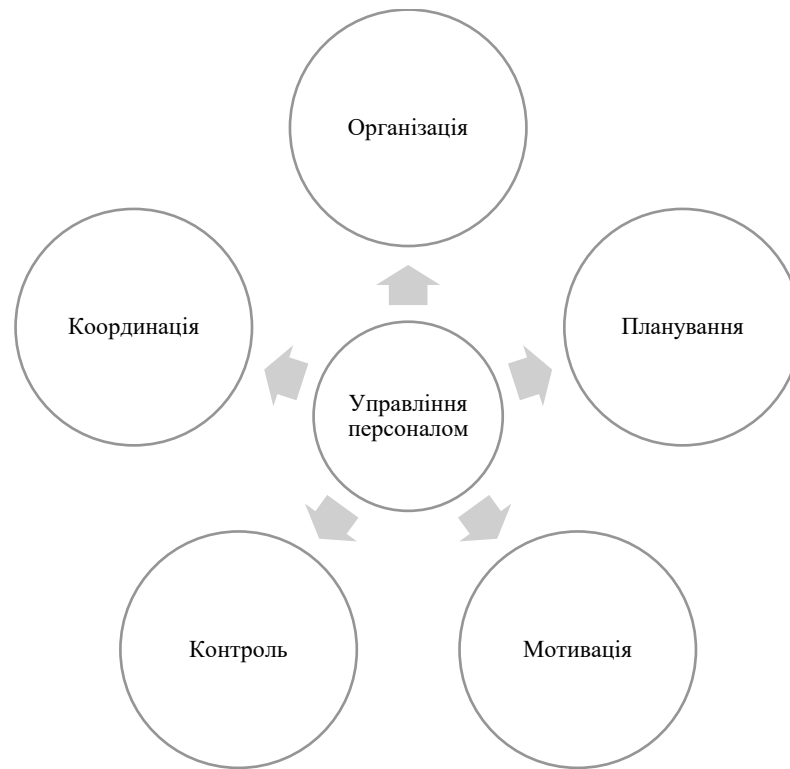 Організація
Координація
Планування
Управління
персоналом
Контроль
Мотивація